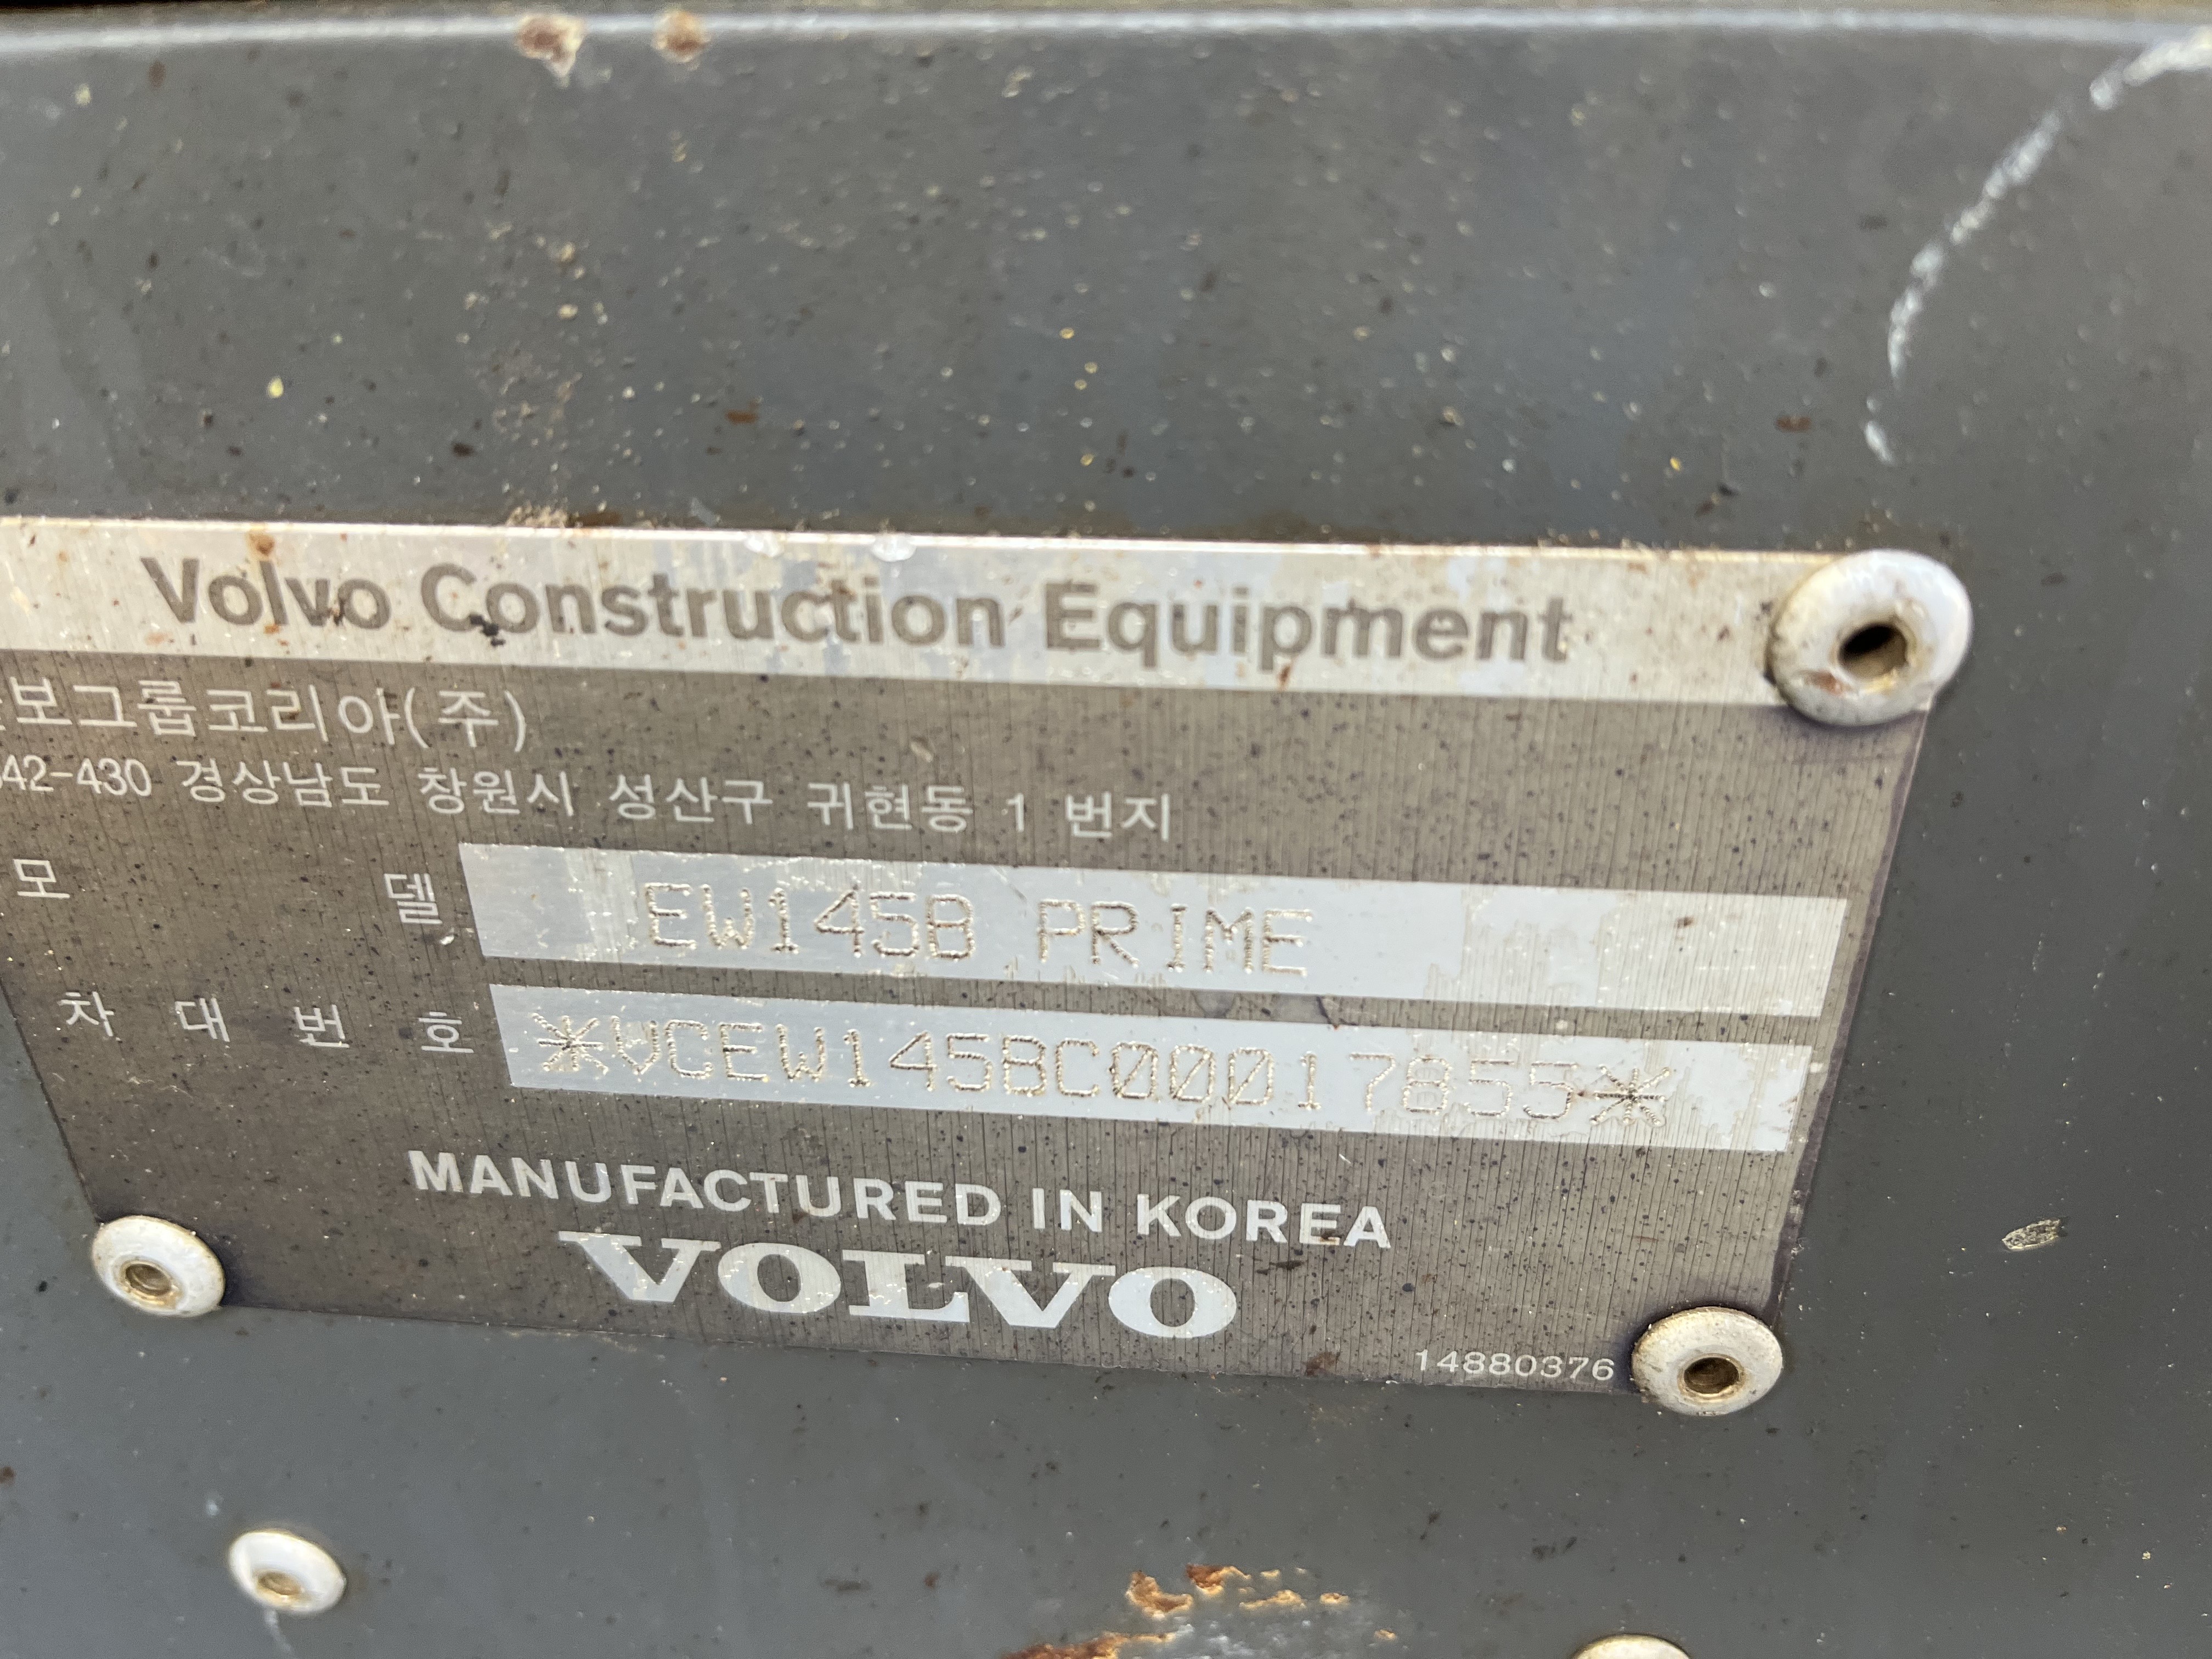 Volvo Construction Equipment
보그룹코리아(주)
42-430 경상남도 창원시 성산구 귀현동 1 번지
모 델 EW145B PRIME
차 대 번 호 *VCEW145BC00017855*
MANUFACTURED IN KOREA
VOLVO
14880376